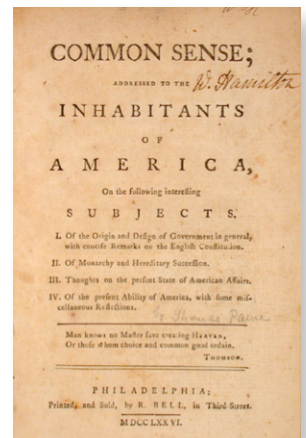 COMMON SENSE;
ADDRESSED TO THE
W. Hamilton
INHABITANTS
OF
AMERICA,
On the following intereſting
SUBJECTS.
I. Of the Origin and Deſign of Government in general,
with conciſe Remarks on the Engliſh Conſtitution.
II. Of Monarchy and Hereditary Succeſſion.
III. Thoughts on the preſent State of American Affairs.
IV. Of the preſent Ability of America, with ſome miſ-
cellaneous Reflections.
By Thomas Paine
Man knows no Maſter ſave creating HEAVEN,
Or thoſe whom choice and common good ordain.
THOMSON.
PHILADELPHIA;
Printed, and Sold, by R. BELL, in Third-Street.
MDCCLXXVI.